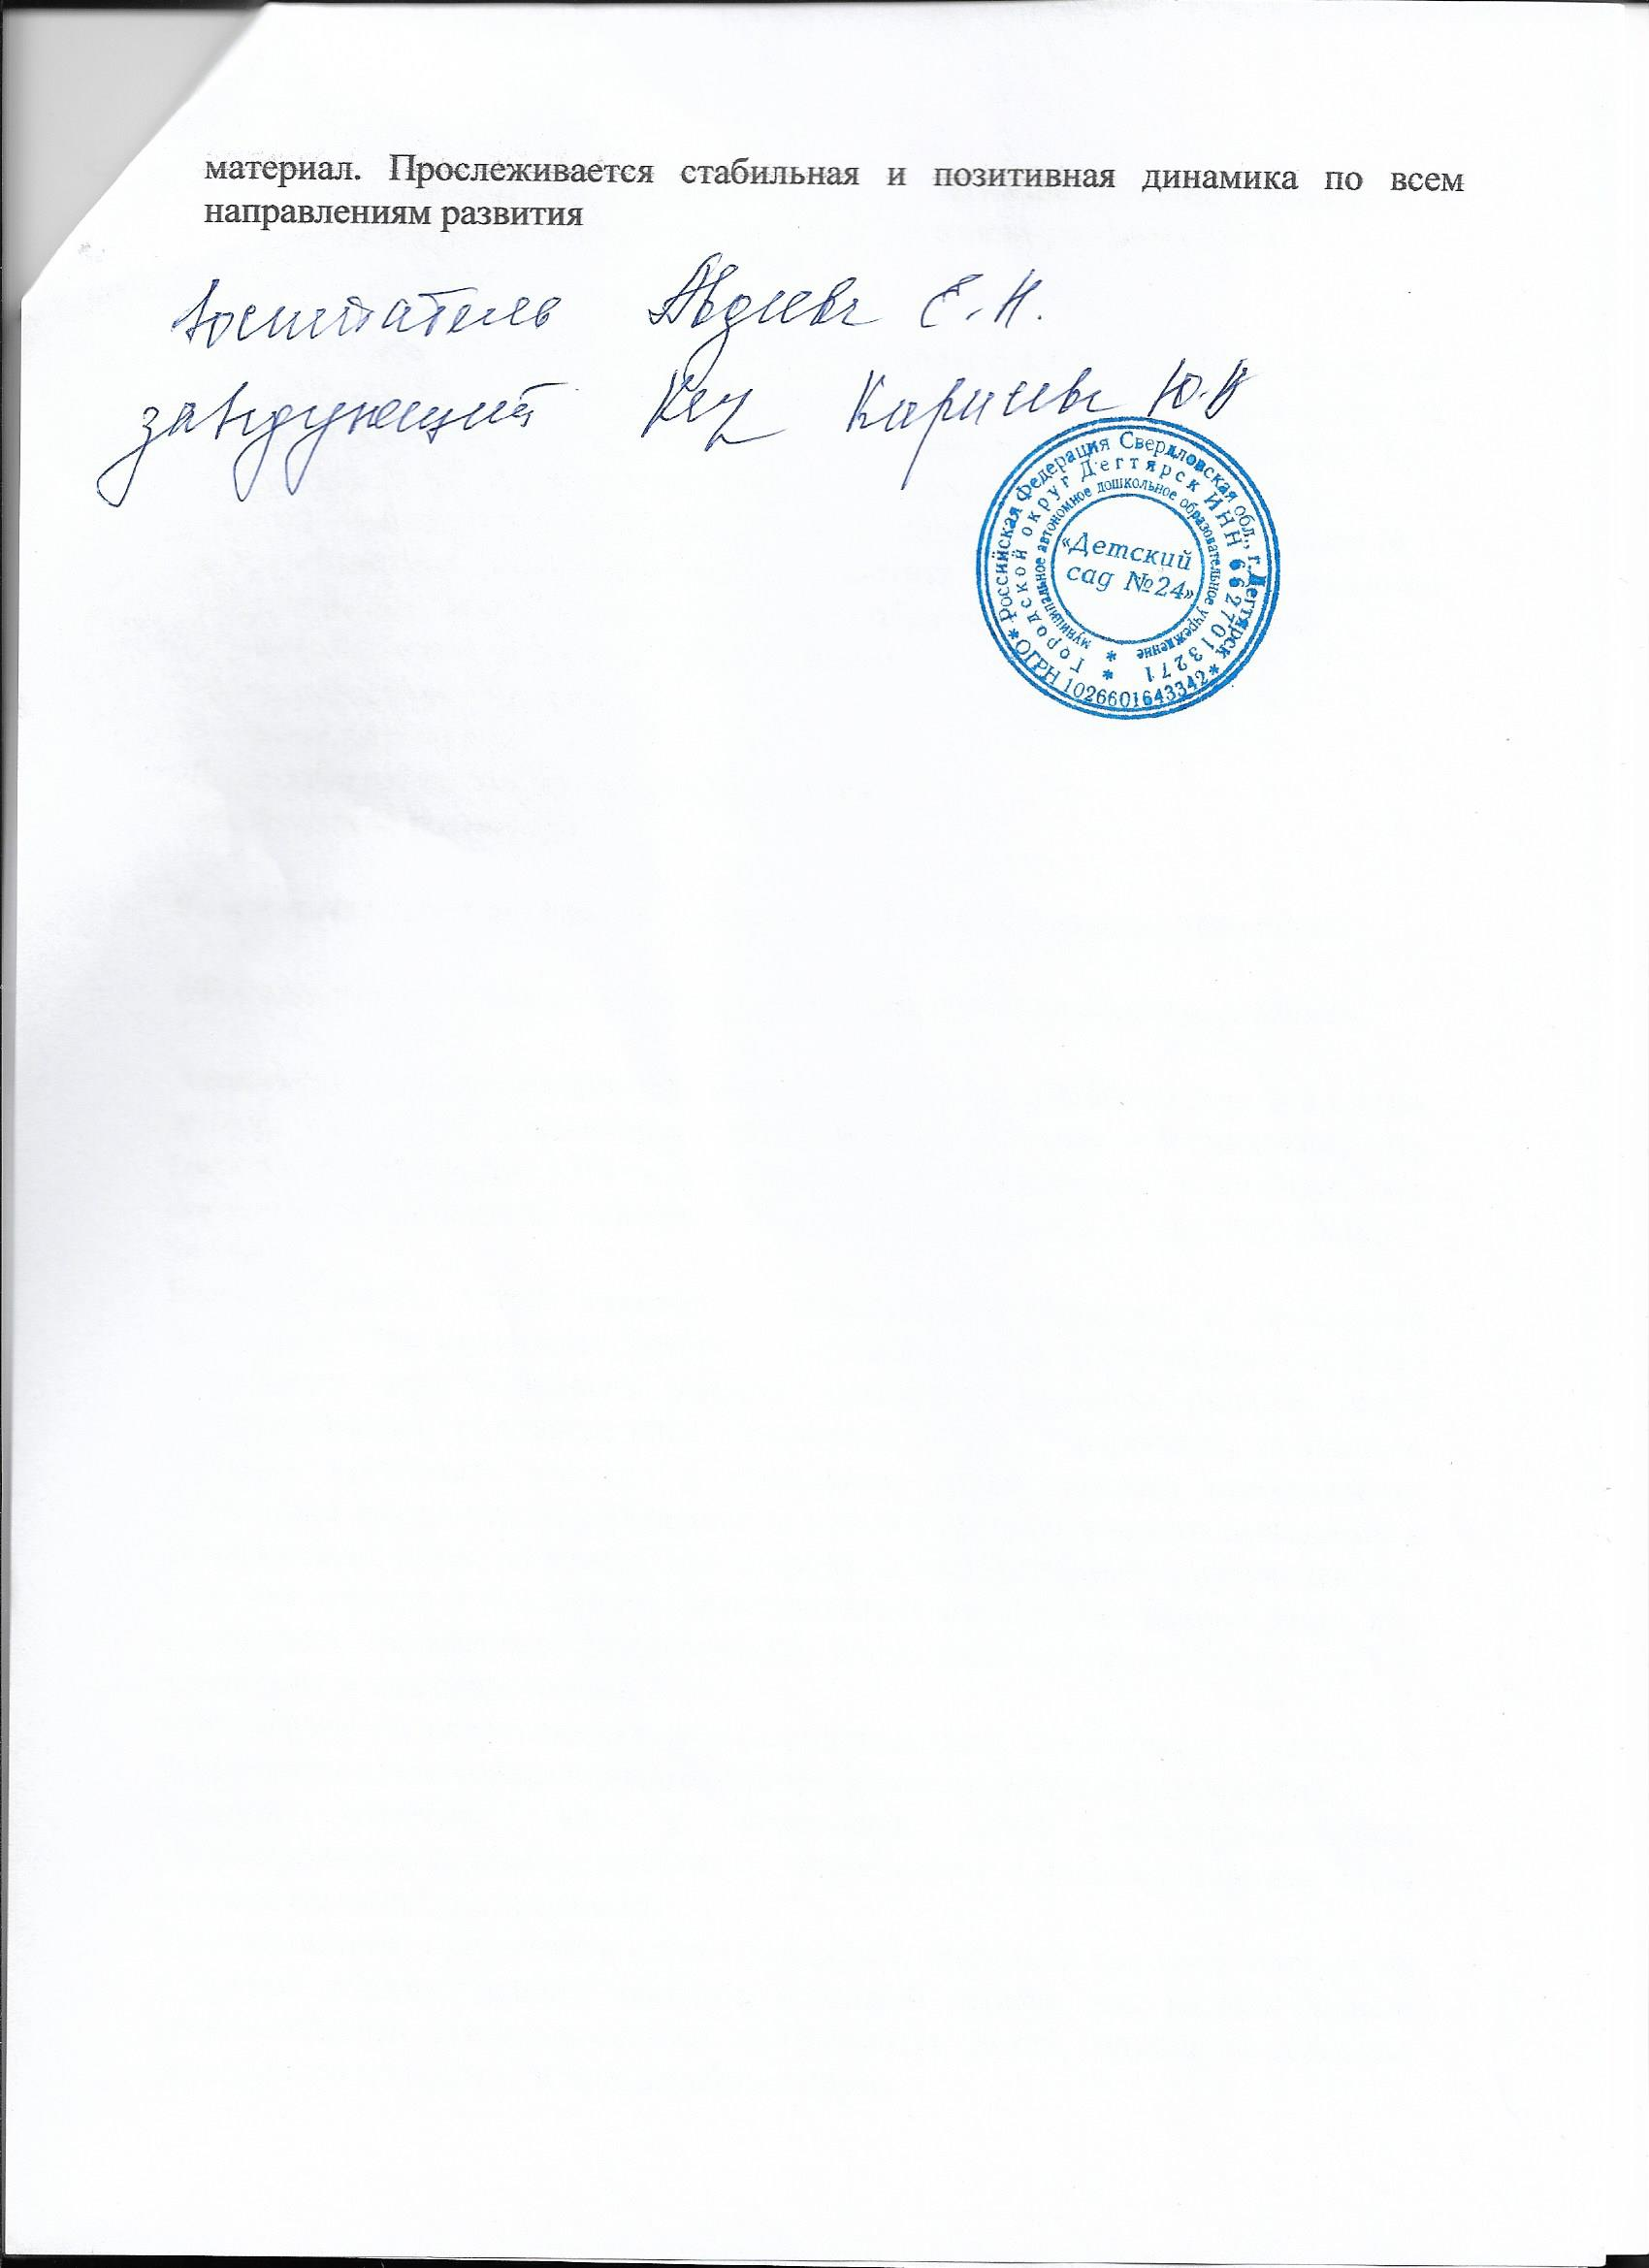 материал. Прослеживается стабильная и позитивная динамика по всем
направлениям развития
воспитатель Авдеева Е.Н.
заведующий Карпеева Ю.В
* Российская Федерация Свердловская обл., г.Дегтярск *
ОГРН 1026601643342
* Городской округ Дегтярск ИНН 6627013271
* муниципальное автономное дошкольное образовательное учреждение
«Детский
сад №24»